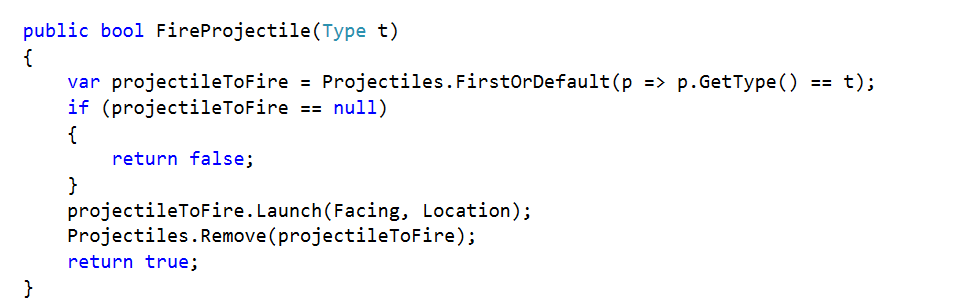 public bool FireProjectile(Type t)
{
    var projectileToFire = Projectiles.FirstOrDefault(p => p.GetType() == t);
    if (projectileToFire == null)
    {
        return false;
    }
    projectileToFire.Launch(Facing, Location);
    Projectiles.Remove(projectileToFire);
    return true;
}